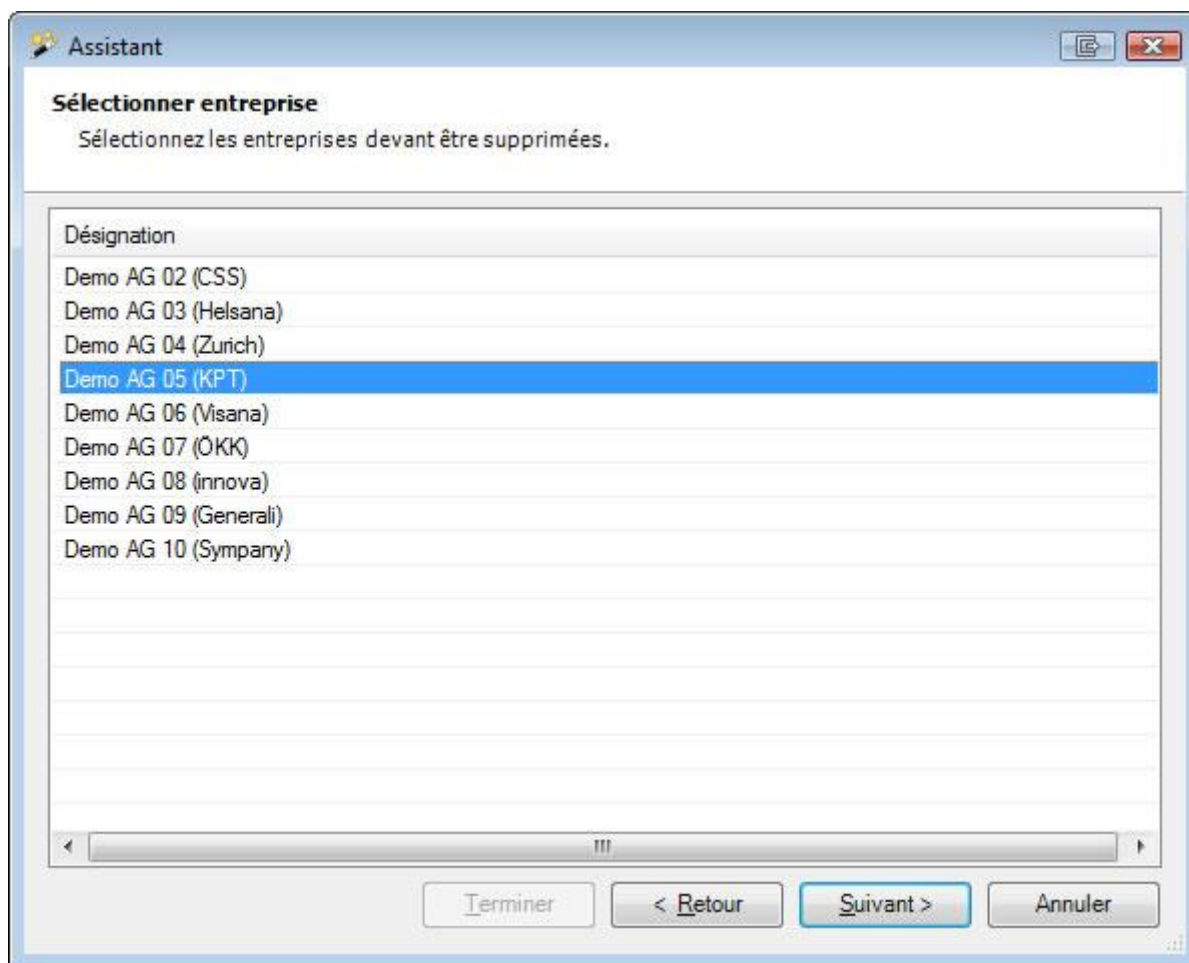 Assistant
Sélectionner entreprise
Sélectionnez les entreprises devant être supprimées.
Désignation
Demo AG 02 (CSS)
Demo AG 03 (Helsana)
Demo AG 04 (Zurich)
Demo AG 05 (KPT)
Demo AG 06 (Visana)
Demo AG 07 (ÖKK)
Demo AG 08 (innova)
Demo AG 09 (Generali)
Demo AG 10 (Sympany)
Terminer < Retour Suivant > Annuler